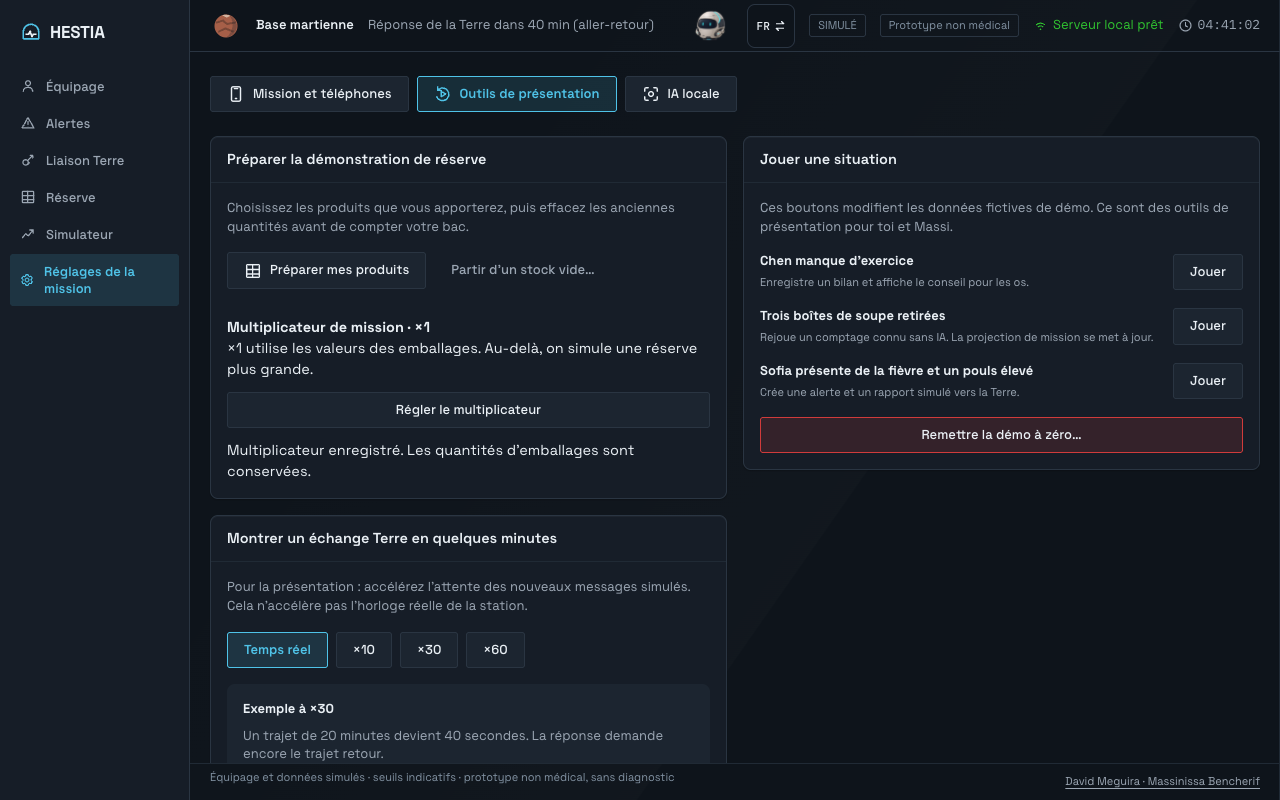 HESTIA
Base martienne
Réponse de la Terre dans 40 min (aller-retour)
FR
SIMULÉ
Prototype non médical
Serveur local prêt
04:41:02
Équipage
Alertes
Liaison Terre
Réserve
Simulateur
Réglages de la
mission
Mission et téléphones
Outils de présentation
IA locale
Préparer la démonstration de réserve
Choisissez les produits que vous apporterez, puis effacez les anciennes
quantités avant de compter votre bac.
Préparer mes produits
Partir d'un stock vide…
Multiplicateur de mission · ×1
×1 utilise les valeurs des emballages. Au-delà, on simule une réserve
plus grande.
Régler le multiplicateur
Multiplicateur enregistré. Les quantités d'emballages sont
conservées.
Montrer un échange Terre en quelques minutes
Pour la présentation : accélérez l'attente des nouveaux messages simulés.
Cela n'accélère pas l'horloge réelle de la station.
Temps réel
×10
×30
×60
Exemple à ×30
Un trajet de 20 minutes devient 40 secondes. La réponse demande
encore le trajet retour.
Jouer une situation
Ces boutons modifient les données fictives de démo. Ce sont des outils de
présentation pour toi et Massi.
Chen manque d'exercice
Enregistre un bilan et affiche le conseil pour les os.
Jouer
Trois boîtes de soupe retirées
Rejoue un comptage connu sans IA. La projection de mission se met à jour.
Jouer
Sofia présente de la fièvre et un pouls élevé
Crée une alerte et un rapport simulé vers la Terre.
Jouer
Remettre la démo à zéro…
Équipage et données simulés · seuils indicatifs · prototype non médical, sans diagnostic
David Meguira · Massinissa Bencherif